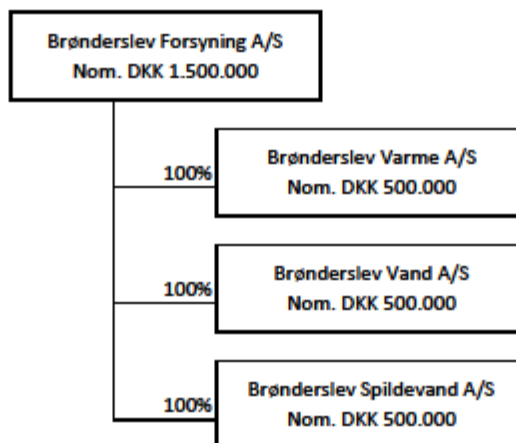 Brønderslev Forsyning A/S
Nom. DKK 1.500.000
100%
Brønderslev Varme A/S
Nom. DKK 500.000
100%
Brønderslev Vand A/S
Nom. DKK 500.000
100%
Brønderslev Spildevand A/S
Nom. DKK 500.000